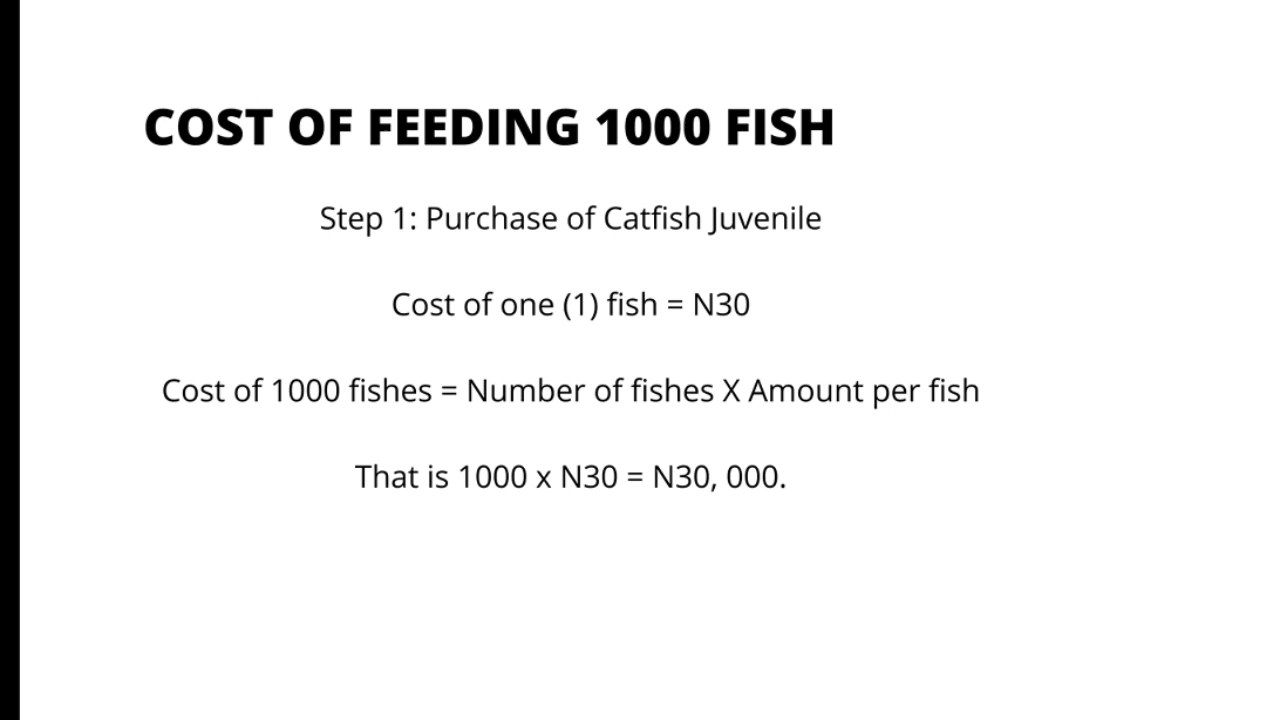 COST OF FEEDING 1000 FISH
Step 1: Purchase of Catfish Juvenile
Cost of one (1) fish = N30
Cost of 1000 fishes = Number of fishes X Amount per fish
That is 1000 x N30 = N30, 000.